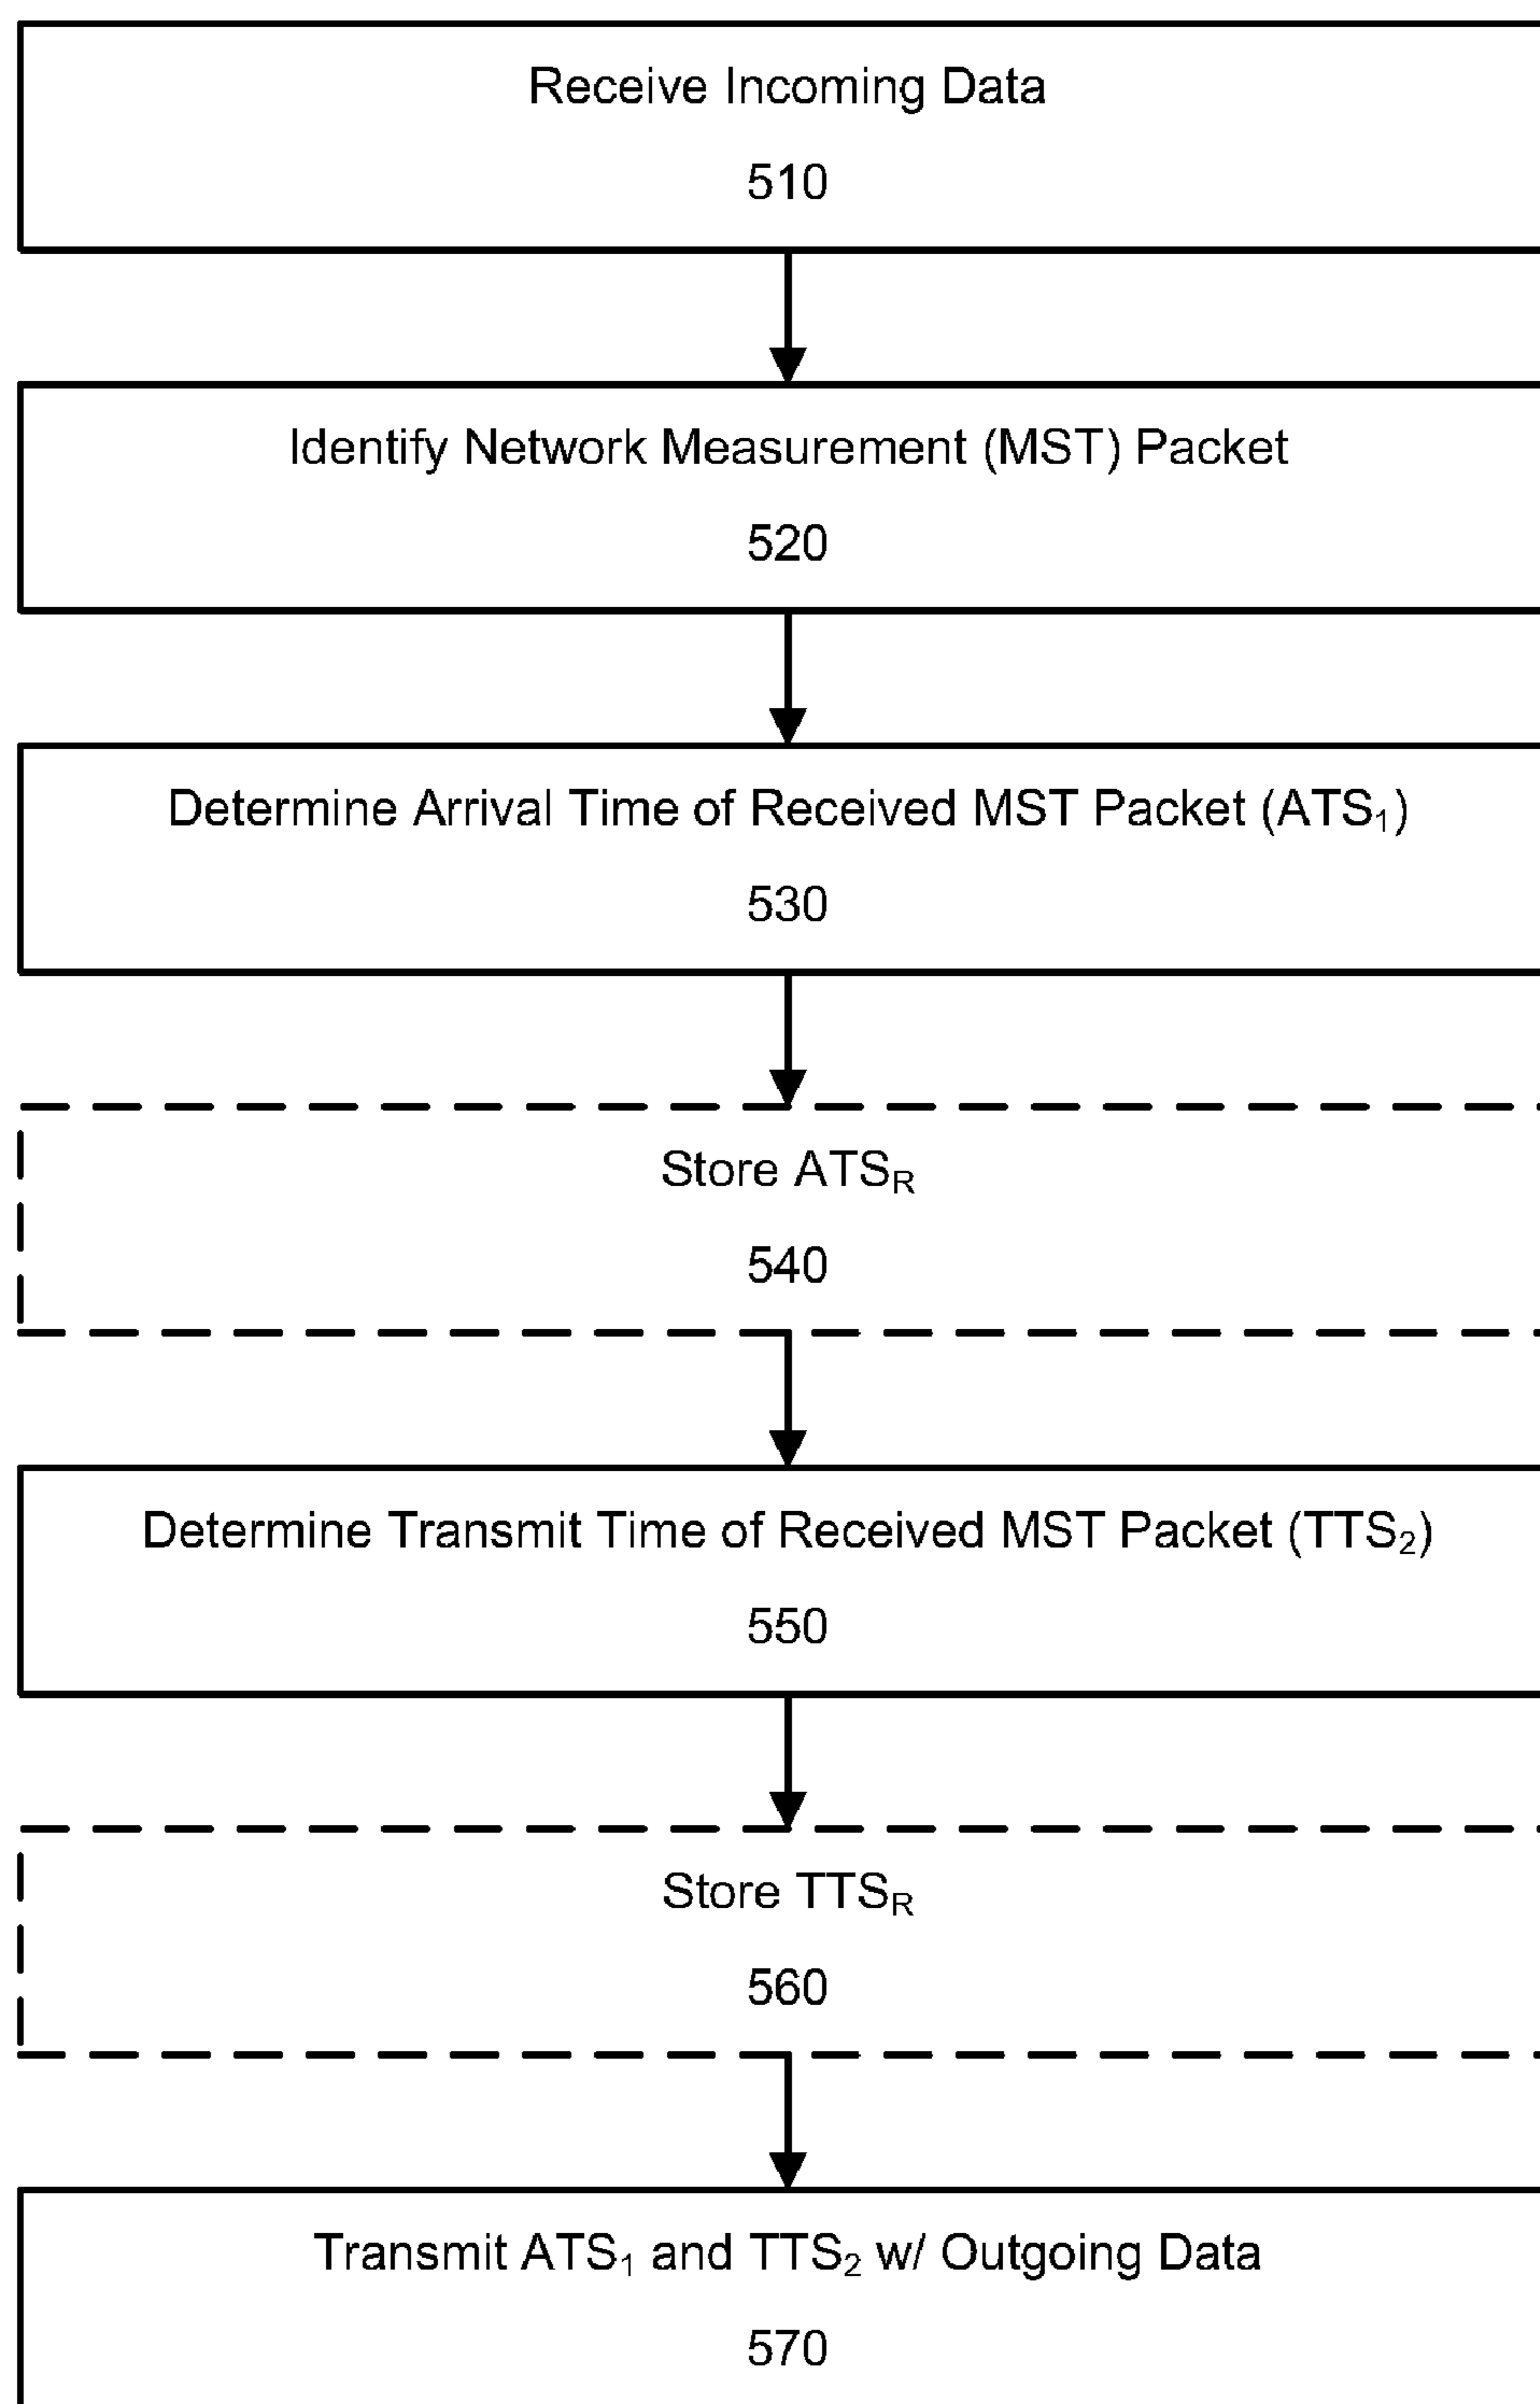 Receive Incoming Data
510
Identify Network Measurement (MST) Packet
520
Determine Arrival Time of Received MST Packet (ATS₁)
530
Store ATS_R
540
Determine Transmit Time of Received MST Packet (TTS₂)
550
Store TTS_R
560
Transmit ATS₁ and TTS₂ w/ Outgoing Data
570